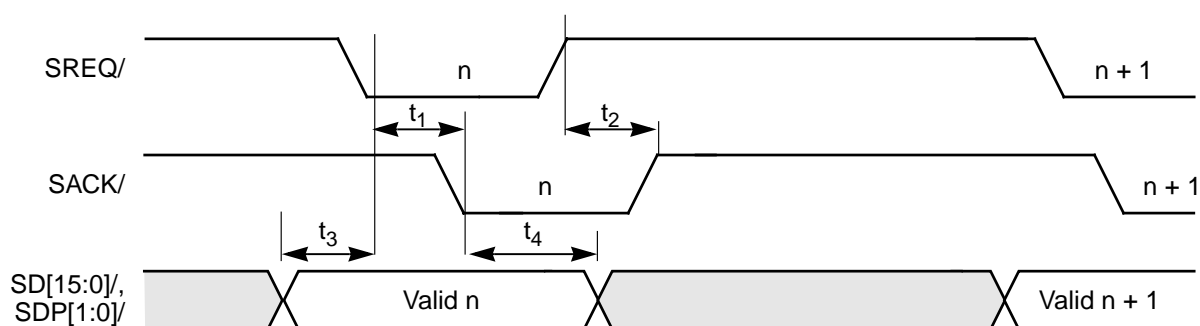 SREQ/
n
n + 1
t1
t2
SACK/
n
n + 1
t3
t4
SD[15:0]/,
SDP[1:0]/
Valid n
Valid n + 1